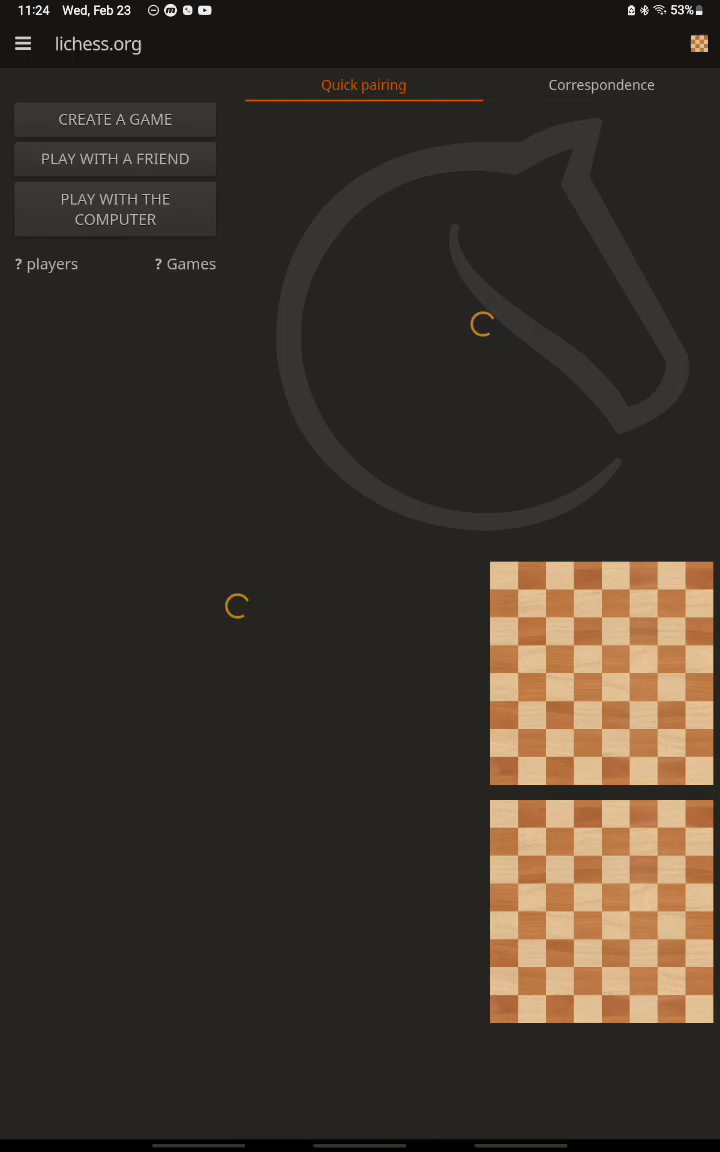 11:24 Wed, Feb 23 53%
lichess.org
Quick pairing Correspondence
CREATE A GAME
PLAY WITH A FRIEND
PLAY WITH THE
COMPUTER
? players ? Games